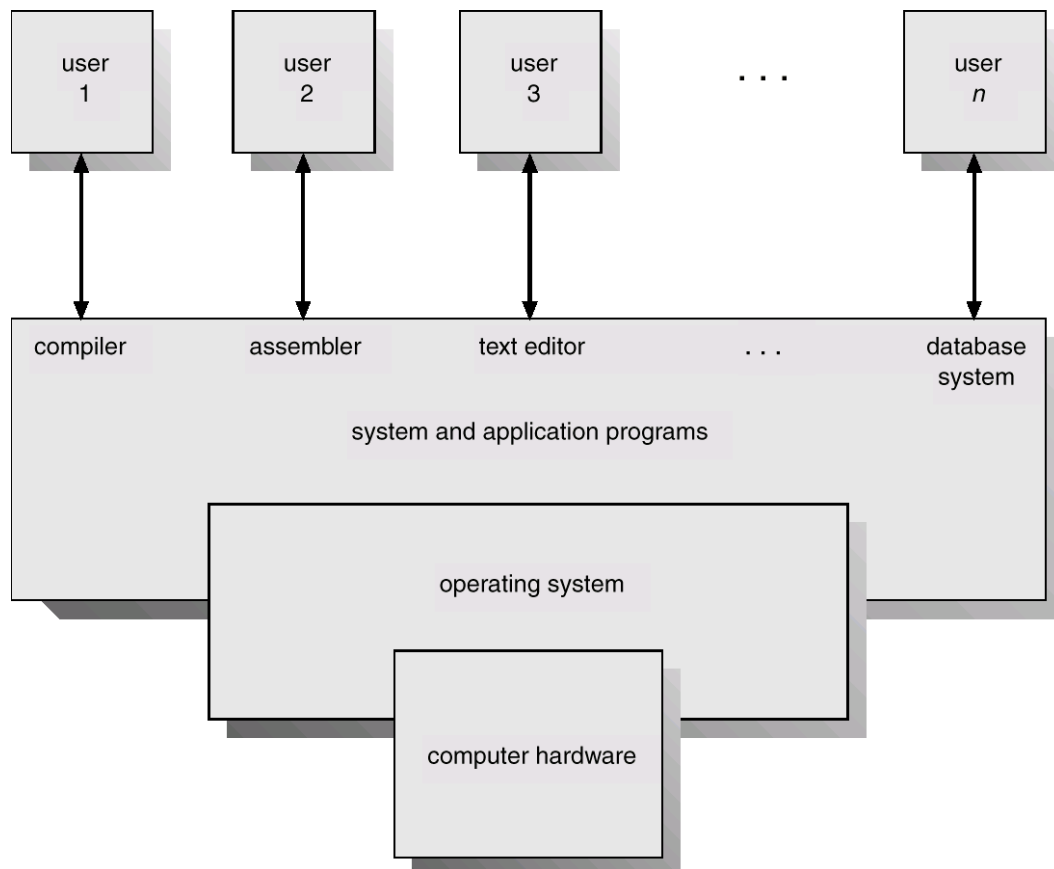 user
1
user
2
user
3
. . .
user
n
compiler
assembler
text editor
. . .
database
system
system and application programs
operating system
computer hardware